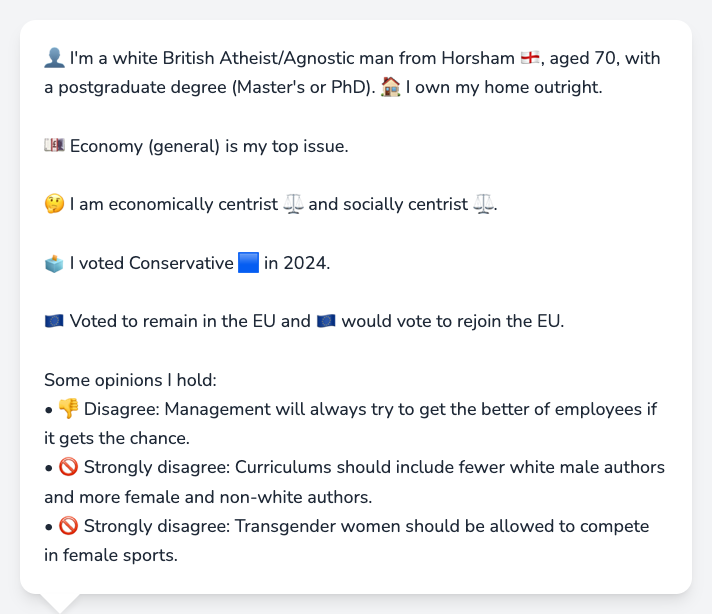 👤 I'm a white British Atheist/Agnostic man from Horsham 🏴󠁧󠁢󠁥󠁮󠁧󠁿, aged 70, with
a postgraduate degree (Master's or PhD). 🏠 I own my home outright.
💷 Economy (general) is my top issue.
🤔 I am economically centrist ⚖️ and socially centrist ⚖️.
🗳️ I voted Conservative 🟦 in 2024.
🇪🇺 Voted to remain in the EU and 🇪🇺 would vote to rejoin the EU.
Some opinions I hold:
• 👎 Disagree: Management will always try to get the better of employees if
it gets the chance.
• 🚫 Strongly disagree: Curriculums should include fewer white male authors
and more female and non-white authors.
• 🚫 Strongly disagree: Transgender women should be allowed to compete
in female sports.